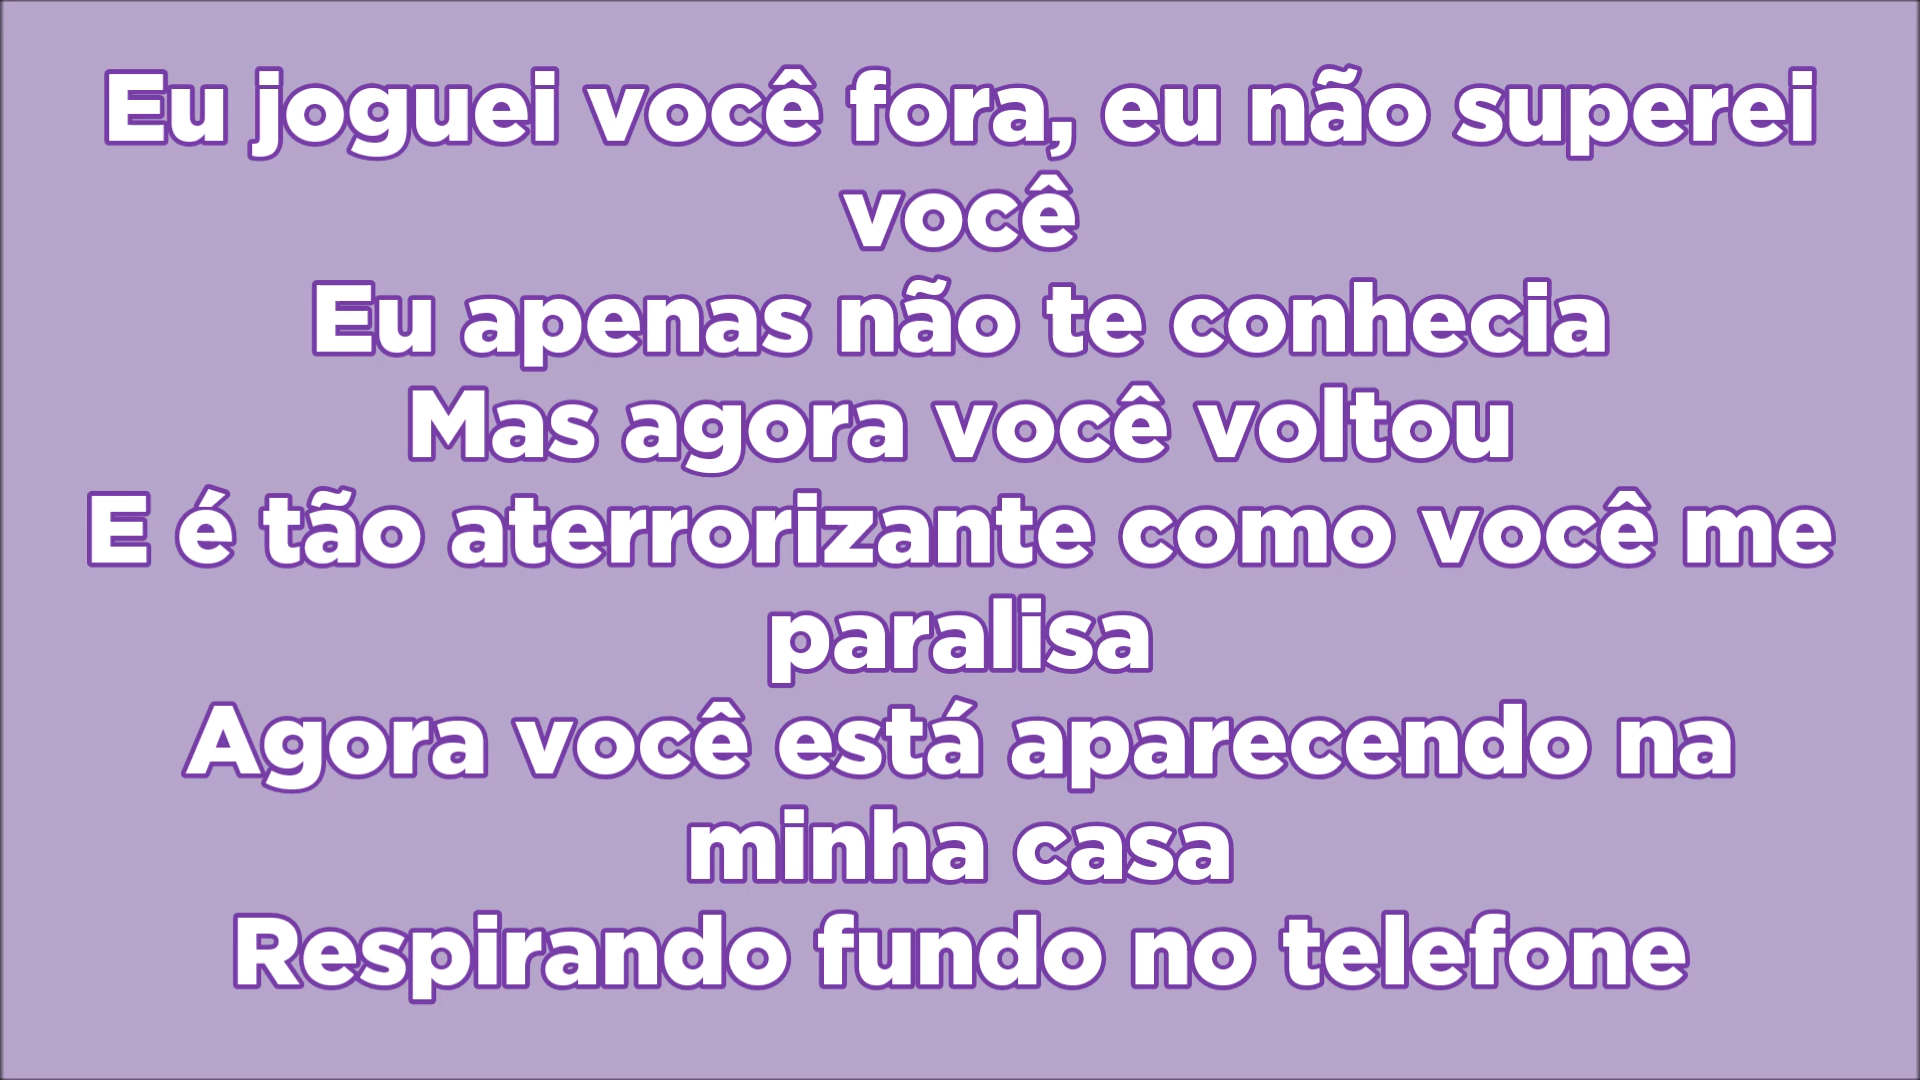 Eu joguei você fora, eu não superei
você
Eu apenas não te conhecia
Mas agora você voltou
E é tão aterrorizante como você me
paralisa
Agora você está aparecendo na
minha casa
Respirando fundo no telefone